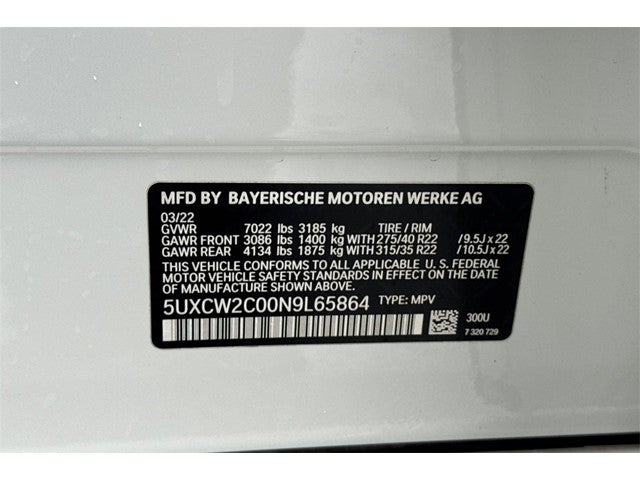 MFD BY BAYERISCHE MOTOREN WERKE AG
03/22
GVWR 7022 lbs 3185 kg TIRE / RIM
GAWR FRONT 3086 lbs 1400 kg WITH 275/40 R22 /9.5J x 22
GAWR REAR 4134 lbs 1875 kg WITH 315/35 R22 /10.5J x 22
THIS VEHICLE CONFORMS TO ALL APPLICABLE U. S. FEDERAL
MOTOR VEHICLE SAFETY STANDARDS IN EFFECT ON THE DATE
OF MANUFACTURE SHOWN ABOVE.
5UXCW2C00N9L65864 TYPE: MPV
300U
7 320 729